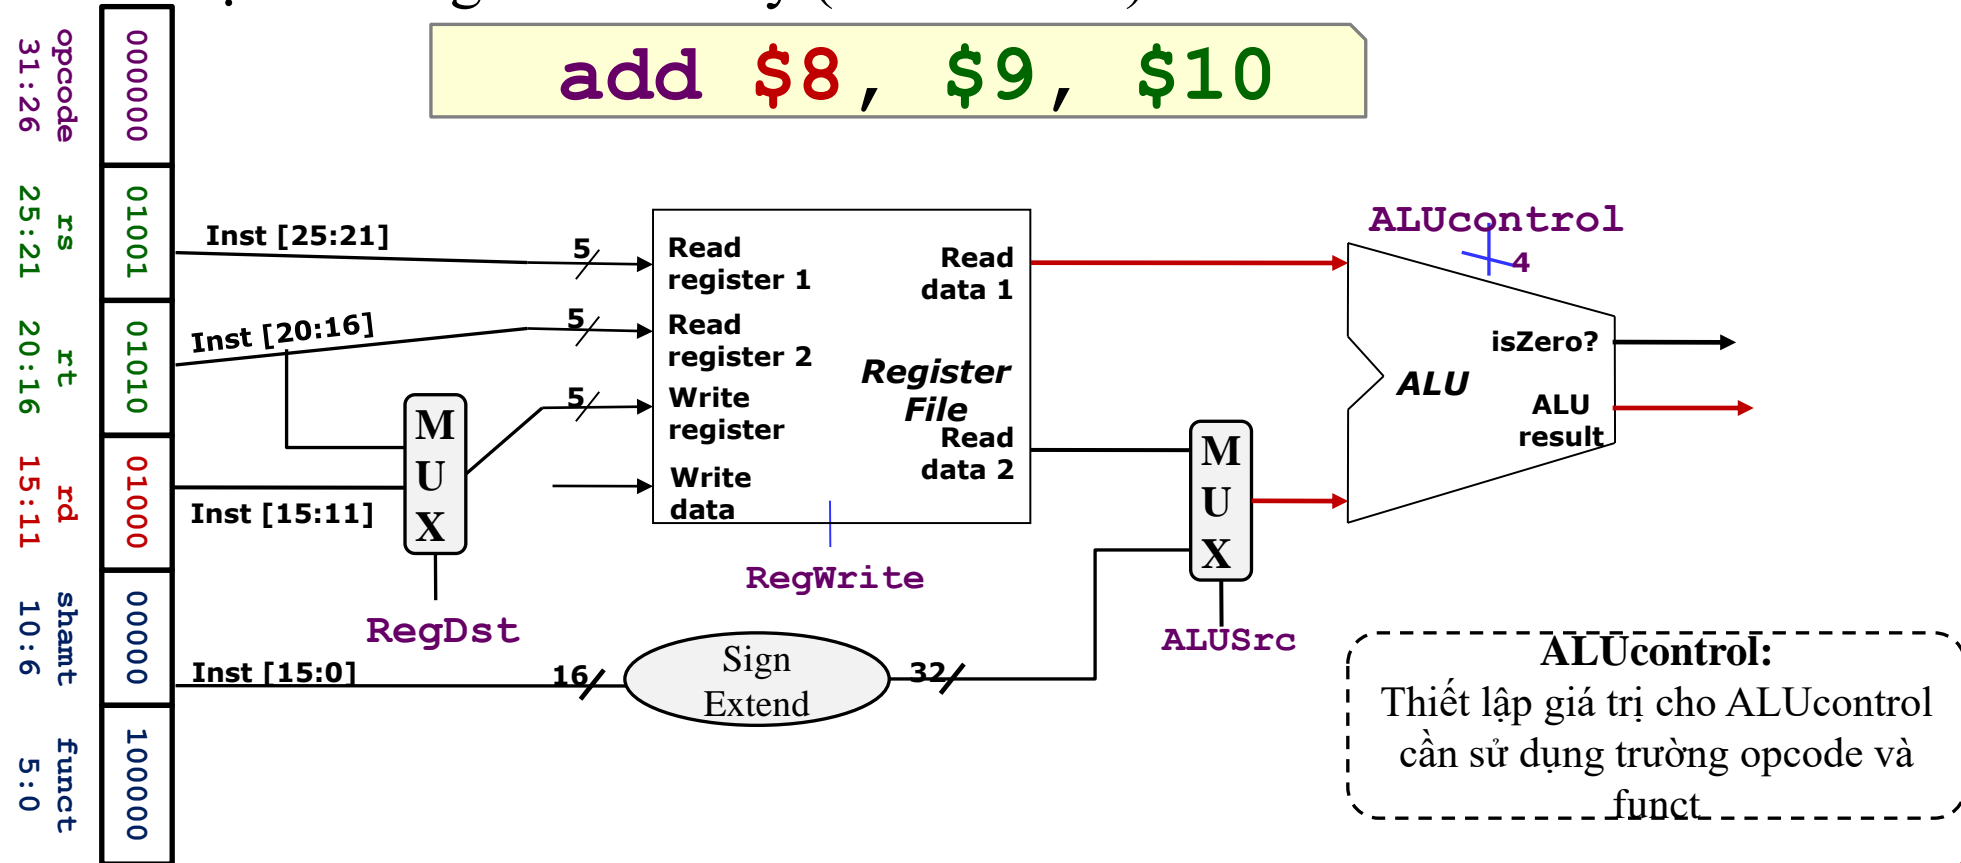 add $8, $9, $10
opcode
31:26
000000
rs
25:21
01001
rt
20:16
01010
rd
15:11
01000
shamt
10:6
00000
funct
5:0
100000
Inst [25:21]
5
Inst [20:16]
5
5
Inst [15:11]
M
U
X
RegDst
Read
register 1
Read
register 2
Write
register
Write
data
Read
data 1
Register
File
Read
data 2
RegWrite
Inst [15:0]
16
Sign
Extend
32
M
U
X
ALUSrc
ALUcontrol
4
isZero?
ALU
ALU
result
ALUcontrol:
Thiết lập giá trị cho ALUcontrol
cần sử dụng trường opcode và
funct